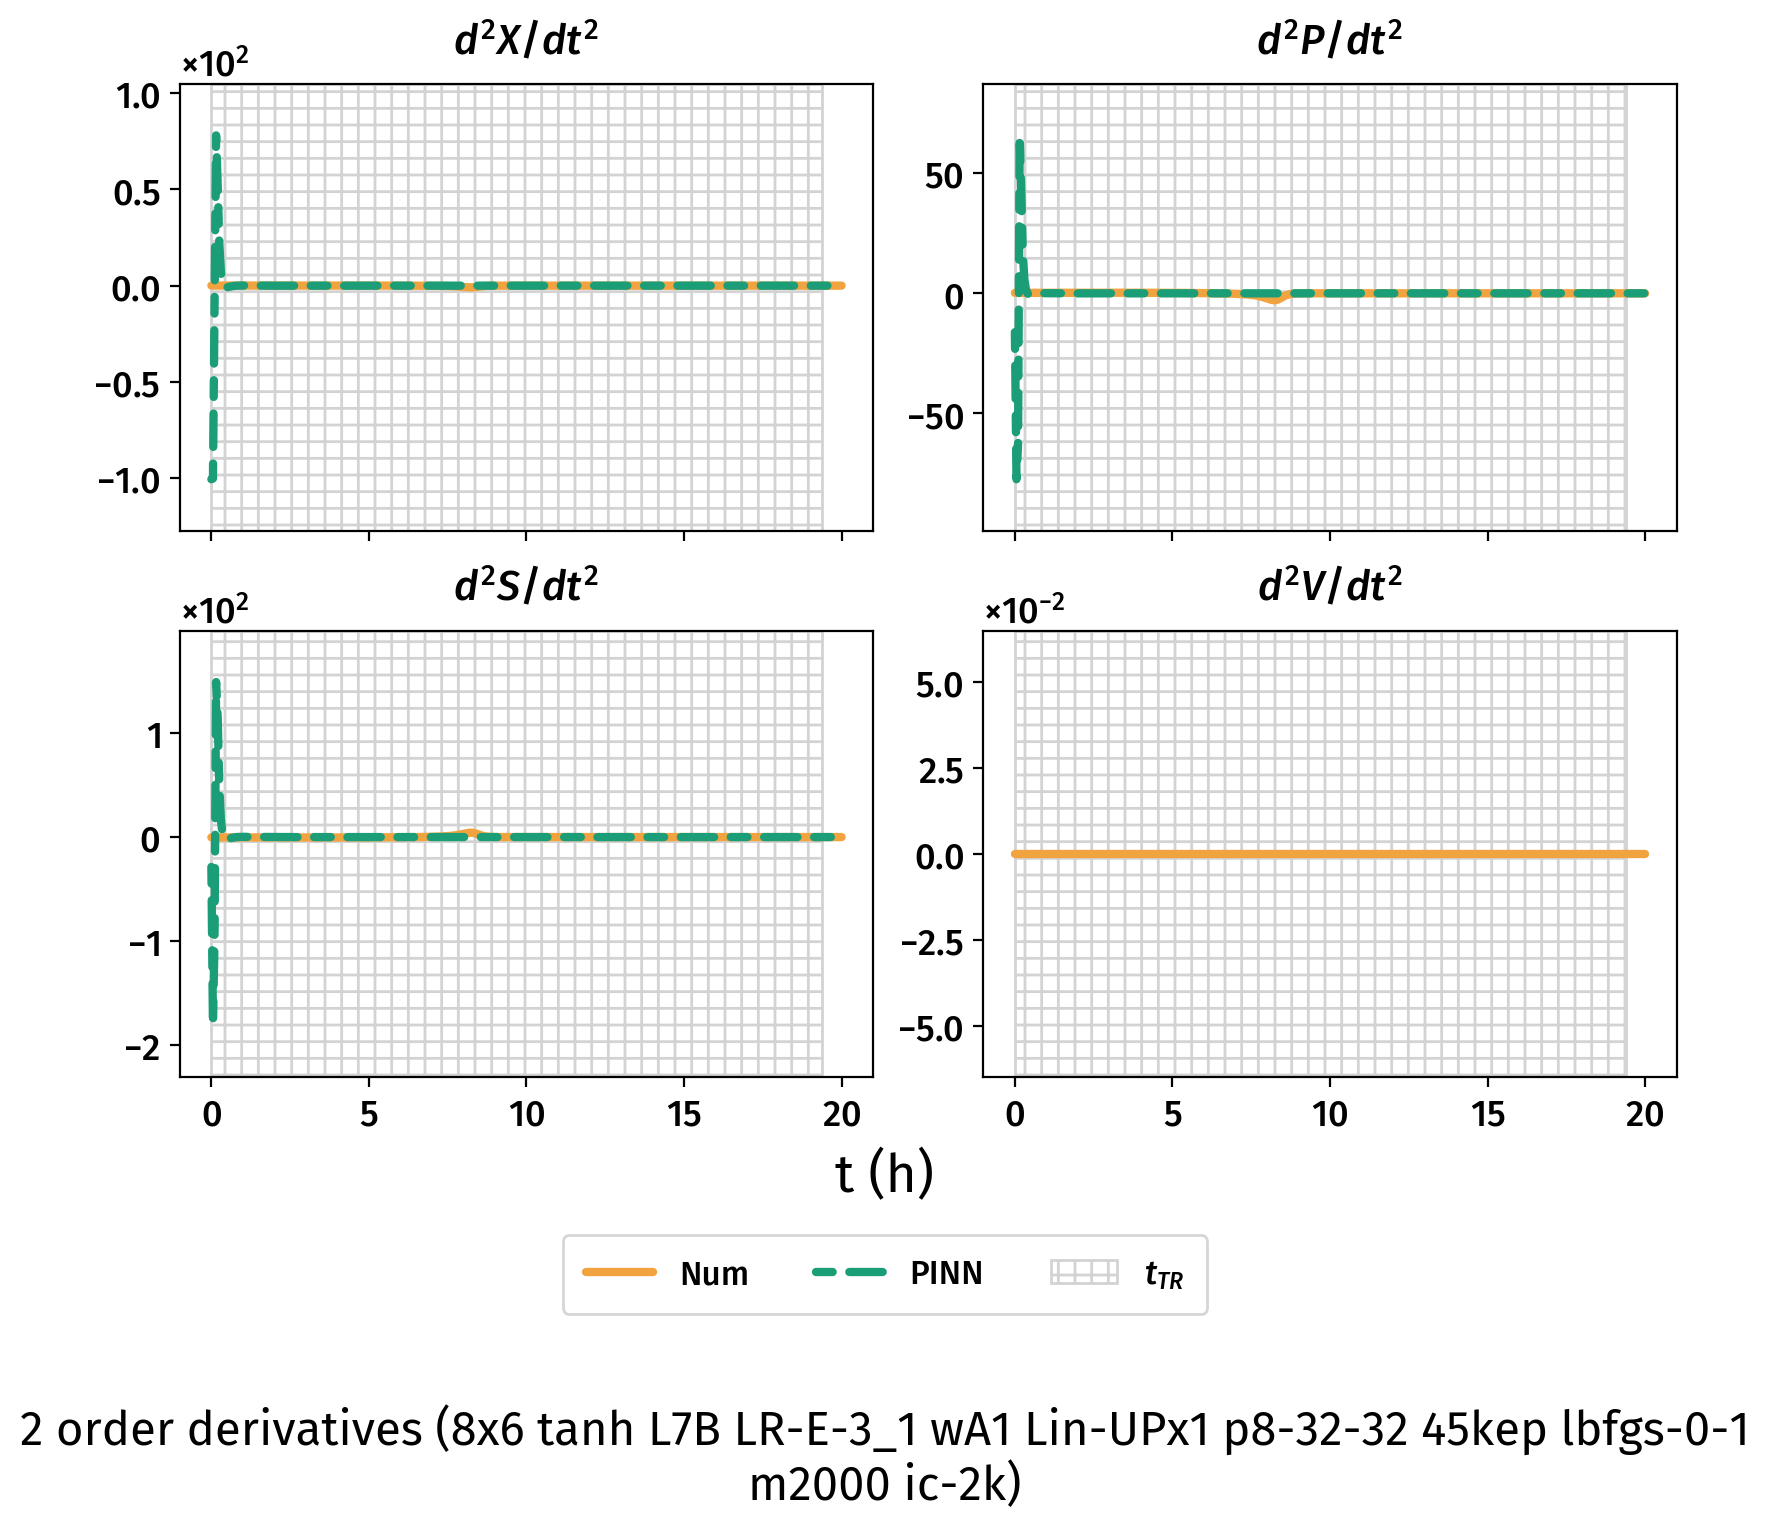 d²X/dt²
d²P/dt²
×10²
1.0
0.5
0.0
−0.5
−1.0
50
0
−50
d²S/dt²
d²V/dt²
×10²
×10⁻²
1
0
−1
−2
5.0
2.5
0.0
−2.5
−5.0
0 5 10 15 20
0 5 10 15 20
t (h)
Num PINN t_TR
2 order derivatives (8x6 tanh L7B LR-E-3_1 wA1 Lin-UPx1 p8-32-32 45kep lbfgs-0-1
m2000 ic-2k)